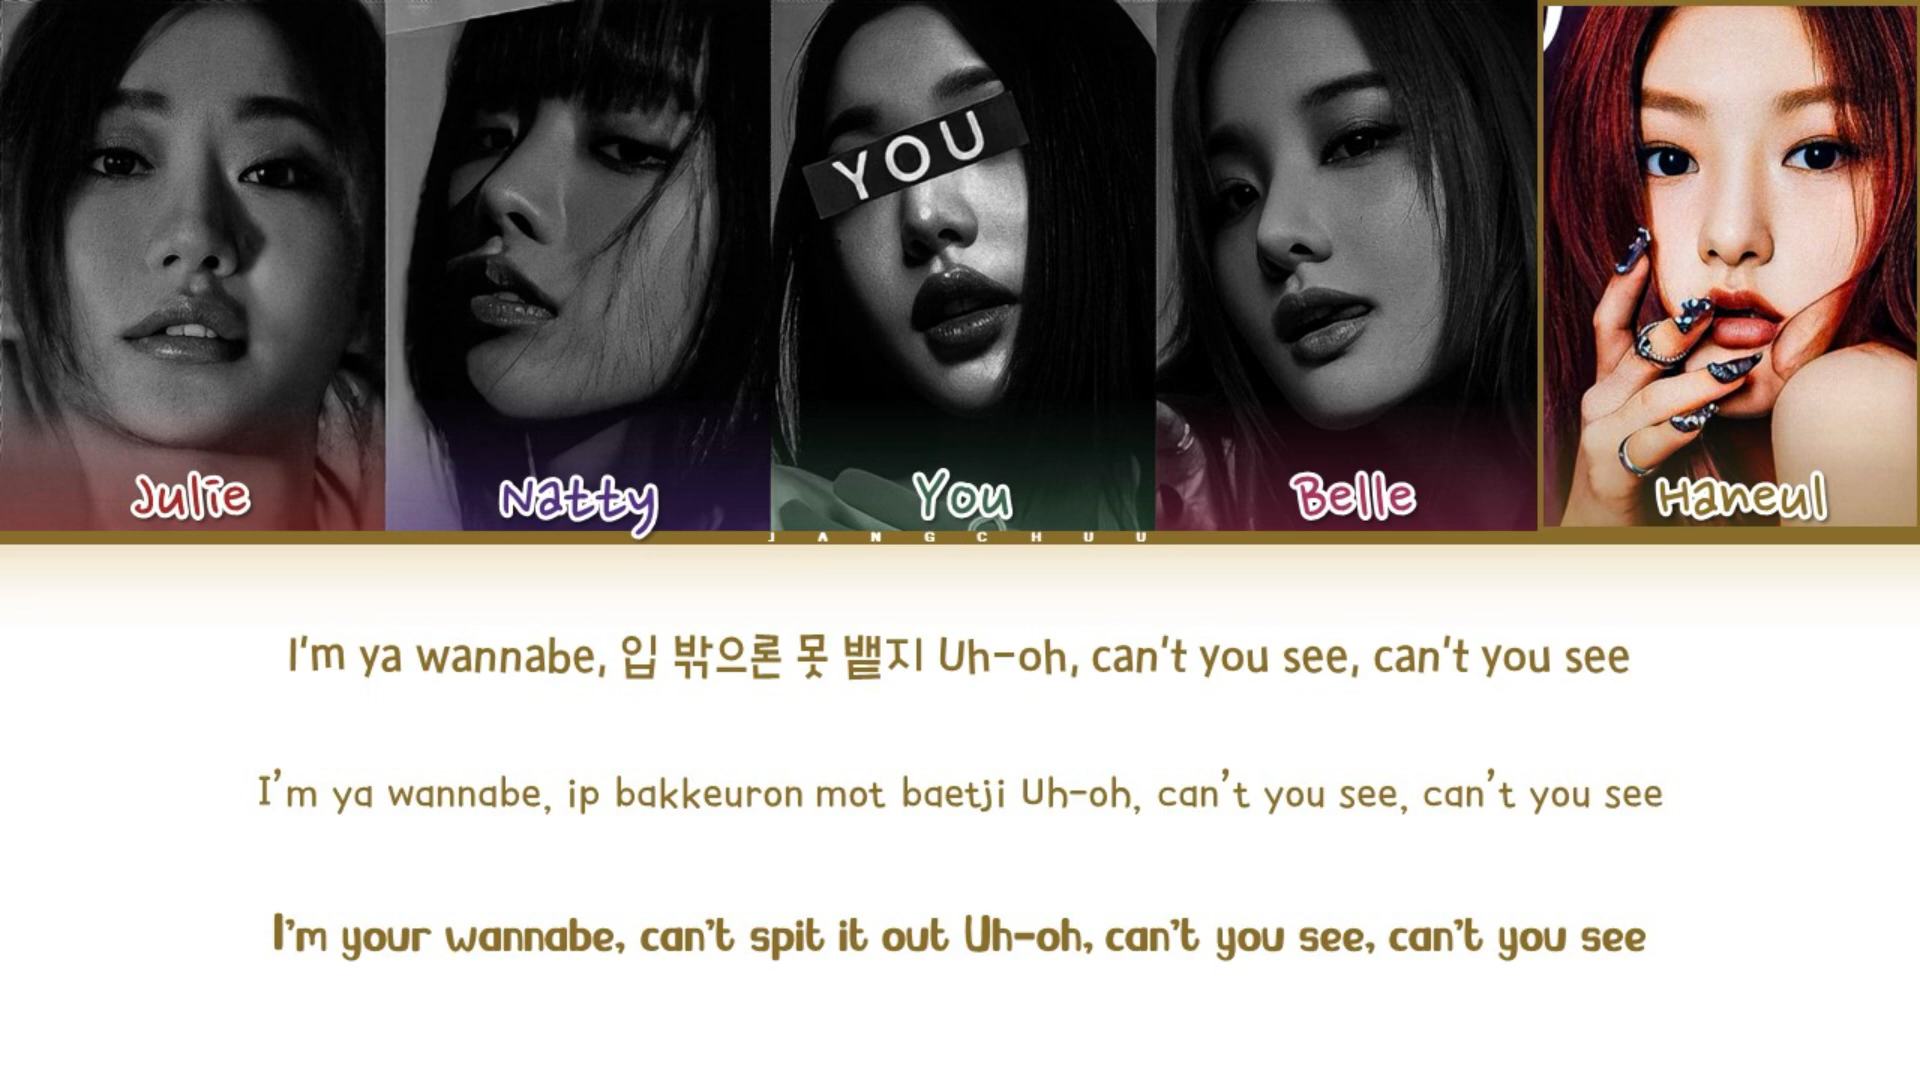 YOU
Julie
Natty
You
Belle
Haneul
JANGCHUU
I'm ya wannabe, 입 밖으론 못 뱉지 Uh-oh, can't you see, can't you see
I'm ya wannabe, ip bakkeuron mot baetji Uh-oh, can't you see, can't you see
I'm your wannabe, can't spit it out Uh-oh, can't you see, can't you see